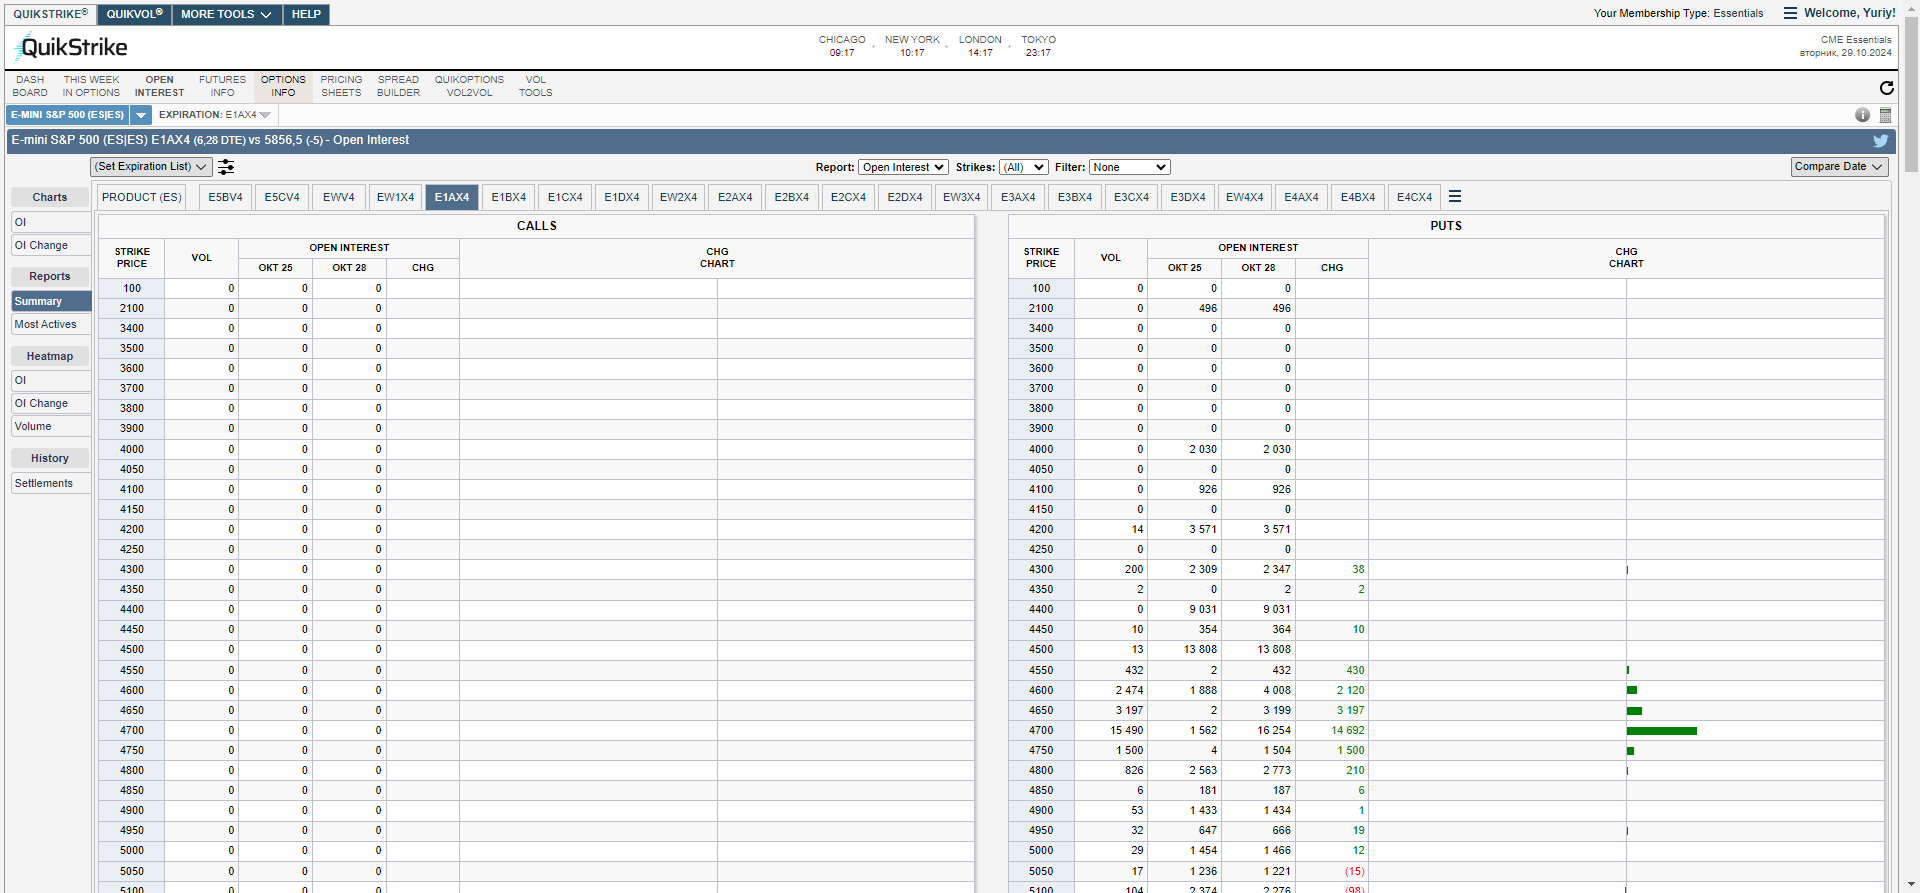 QUIKSTRIKE® QUIKVOL® MORE TOOLS HELP Your Membership Type: Essentials Welcome, Yuriy!
QuikStrike CHICAGO NEW YORK LONDON TOKYO CME Essentials
09:17 10:17 14:17 23:17 вторник, 29.10.2024
DASH THIS WEEK OPEN FUTURES OPTIONS PRICING SPREAD QUIKOPTIONS VOL
BOARD IN OPTIONS INTEREST INFO INFO SHEETS BUILDER VOL2VOL TOOLS
E-MINI S&P 500 (ES|ES) EXPIRATION: E1AX4
E-mini S&P 500 (ES|ES) E1AX4 (6,28 DTE) vs 5856,5 (-5) - Open Interest
(Set Expiration List) Report: Open Interest Strikes: (All) Filter: None Compare Date
Charts
OI
OI Change
Reports
Summary
Most Actives
Heatmap
OI
OI Change
Volume
History
Settlements
PRODUCT (ES) E5BV4 E5CV4 EWV4 EW1X4 E1AX4 E1BX4 E1CX4 E1DX4 EW2X4 E2AX4 E2BX4 E2CX4 E2DX4 EW3X4 E3AX4 E3BX4 E3CX4 E3DX4 EW4X4 E4AX4 E4BX4 E4CX4
CALLS
STRIKE PRICE VOL OPEN INTEREST CHG CHART
ОКТ 25 ОКТ 28 CHG
100 0 0 0
2100 0 0 0
3400 0 0 0
3500 0 0 0
3600 0 0 0
3700 0 0 0
3800 0 0 0
3900 0 0 0
4000 0 0 0
4050 0 0 0
4100 0 0 0
4150 0 0 0
4200 0 0 0
4250 0 0 0
4300 0 0 0
4350 0 0 0
4400 0 0 0
4450 0 0 0
4500 0 0 0
4550 0 0 0
4600 0 0 0
4650 0 0 0
4700 0 0 0
4750 0 0 0
4800 0 0 0
4850 0 0 0
4900 0 0 0
4950 0 0 0
5000 0 0 0
5050 0 0 0
5100 0 0 0
PUTS
STRIKE PRICE VOL OPEN INTEREST CHG CHART
ОКТ 25 ОКТ 28 CHG
100 0 0 0
2100 0 496 496
3400 0 0 0
3500 0 0 0
3600 0 0 0
3700 0 0 0
3800 0 0 0
3900 0 0 0
4000 0 2 030 2 030
4050 0 0 0
4100 0 926 926
4150 0 0 0
4200 14 3 571 3 571
4250 0 0 0
4300 200 2 309 2 347 38
4350 2 0 2 2
4400 0 9 031 9 031
4450 10 354 364 10
4500 13 13 808 13 808
4550 432 2 432 430
4600 2 474 1 888 4 008 2 120
4650 3 197 2 3 199 3 197
4700 15 490 1 562 16 254 14 692
4750 1 500 4 1 504 1 500
4800 826 2 563 2 773 210
4850 6 181 187 6
4900 53 1 433 1 434 1
4950 32 647 666 19
5000 29 1 454 1 466 12
5050 17 1 236 1 221 (15)
5100 104 2 374 2 276 (98)